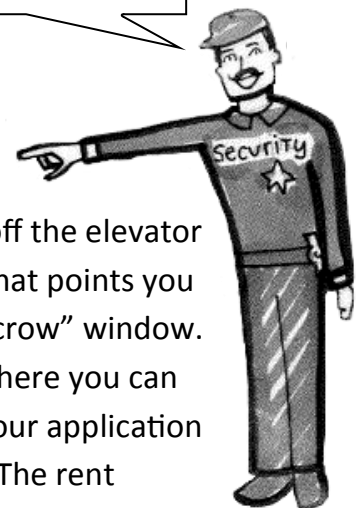 Security
off the elevator
hat points you
crow” window.
here you can
our application
The rent